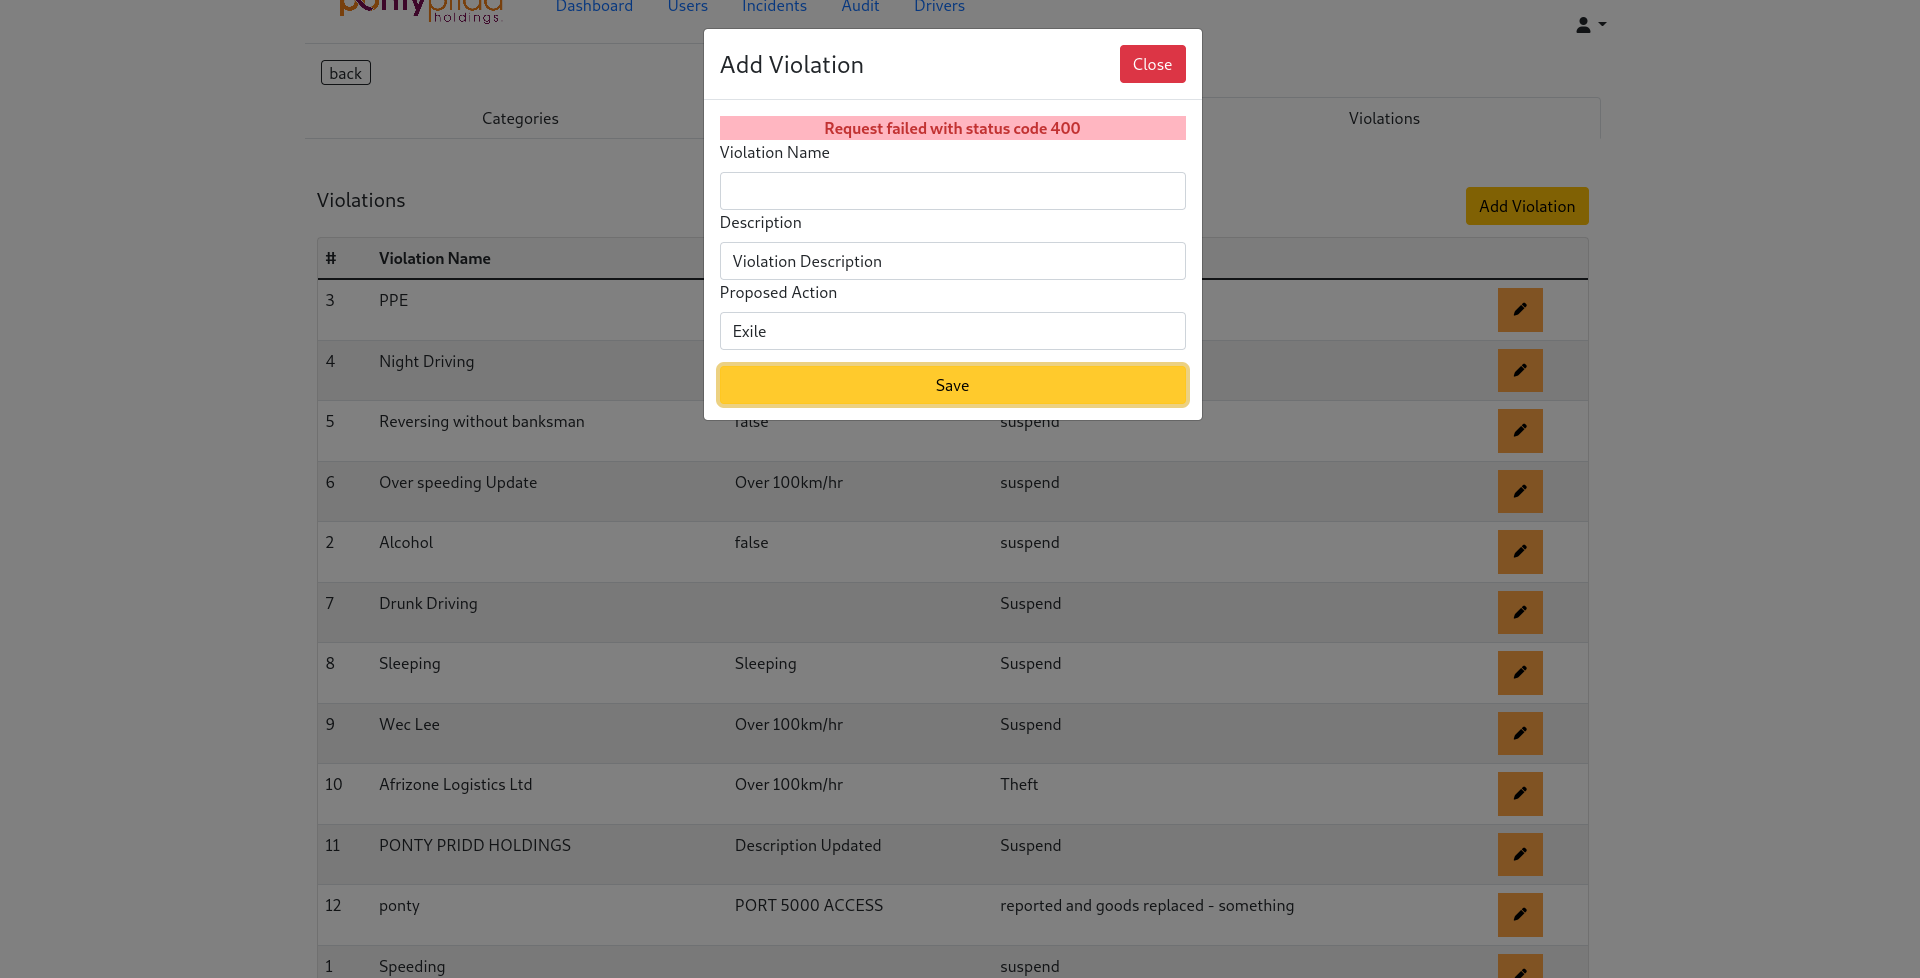 pontypridd
holdings.
Dashboard Users Incidents Audit Drivers
back
Categories
Violations
Add Violation
Close
Request failed with status code 400
Violation Name
Description
Violation Description
Proposed Action
Exile
Save
Violations
Add Violation
# Violation Name
3 PPE
4 Night Driving
5 Reversing without banksman false suspend
6 Over speeding Update Over 100km/hr suspend
2 Alcohol false suspend
7 Drunk Driving Suspend
8 Sleeping Sleeping Suspend
9 Wec Lee Over 100km/hr Suspend
10 Afrizone Logistics Ltd Over 100km/hr Theft
11 PONTY PRIDD HOLDINGS Description Updated Suspend
12 ponty PORT 5000 ACCESS reported and goods replaced - something
1 Speeding suspend